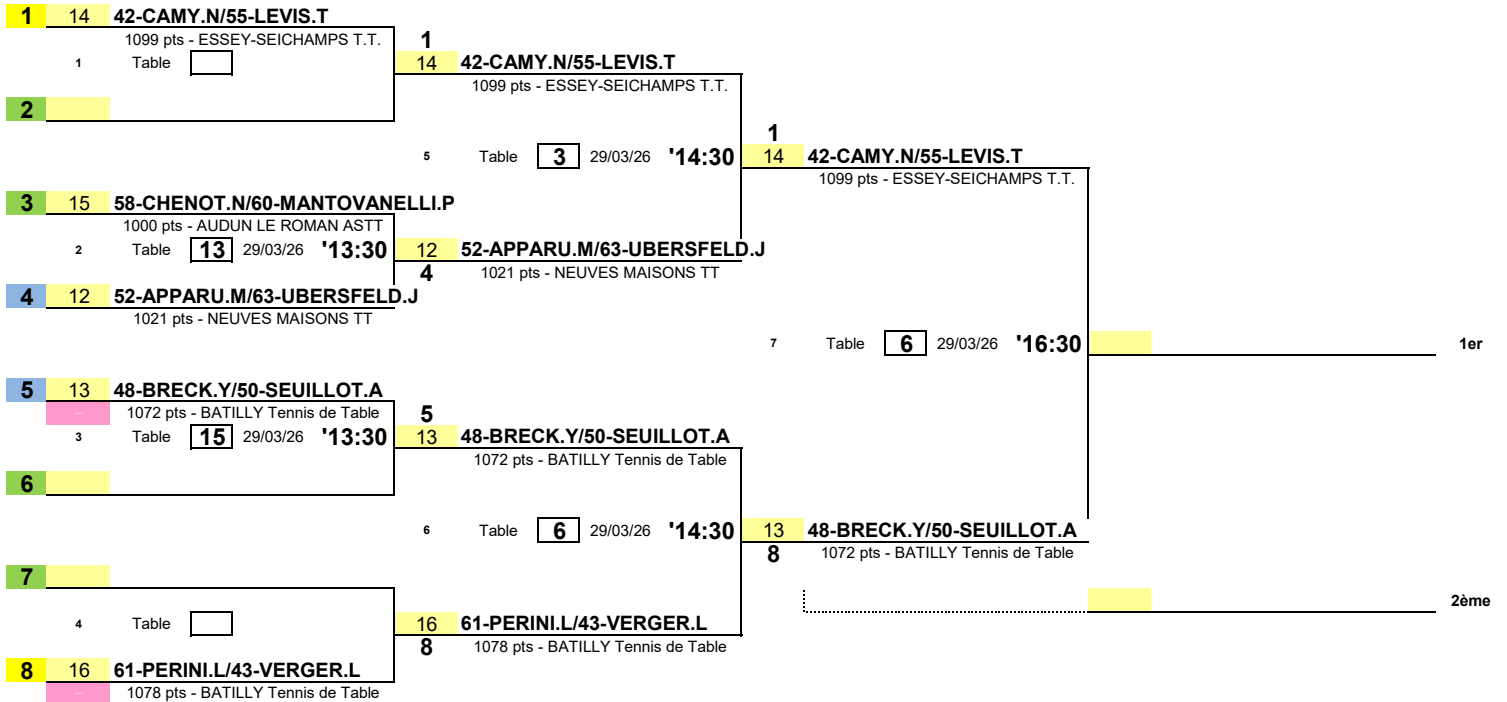 1 14 42-CAMY.N/55-LEVIS.T
1099 pts - ESSEY-SEICHAMPS T.T. 1
1 Table 14 42-CAMY.N/55-LEVIS.T
1099 pts - ESSEY-SEICHAMPS T.T.
2
1
5 Table 3 29/03/26 '14:30 14 42-CAMY.N/55-LEVIS.T
1099 pts - ESSEY-SEICHAMPS T.T.
3 15 58-CHENOT.N/60-MANTOVANELLI.P
1000 pts - AUDUN LE ROMAN ASTT
2 Table 13 29/03/26 '13:30 12 52-APPARU.M/63-UBERSFELD.J
4 1021 pts - NEUVES MAISONS TT
4 12 52-APPARU.M/63-UBERSFELD.J
1021 pts - NEUVES MAISONS TT
7 Table 6 29/03/26 '16:30 1er
5 13 48-BRECK.Y/50-SEUILLOT.A
– 1072 pts - BATILLY Tennis de Table 5
3 Table 15 29/03/26 '13:30 13 48-BRECK.Y/50-SEUILLOT.A
1072 pts - BATILLY Tennis de Table
6
6 Table 6 29/03/26 '14:30 13 48-BRECK.Y/50-SEUILLOT.A
8 1072 pts - BATILLY Tennis de Table
7
2ème
4 Table 16 61-PERINI.L/43-VERGER.L
8 1078 pts - BATILLY Tennis de Table
8 16 61-PERINI.L/43-VERGER.L
– 1078 pts - BATILLY Tennis de Table